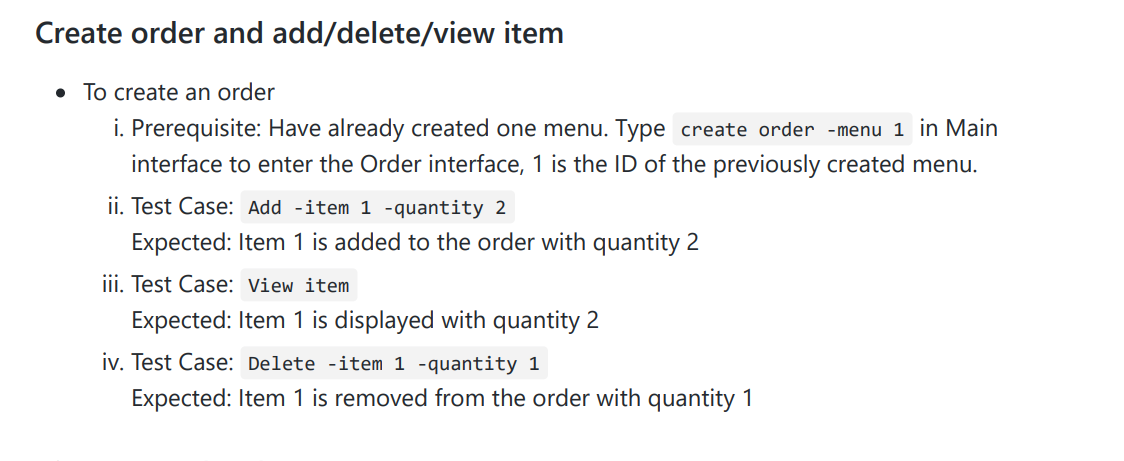 Create order and add/delete/view item
• To create an order
i. Prerequisite: Have already created one menu. Type create order -menu 1 in Main
interface to enter the Order interface, 1 is the ID of the previously created menu.
ii. Test Case: Add -item 1 -quantity 2
Expected: Item 1 is added to the order with quantity 2
iii. Test Case: View item
Expected: Item 1 is displayed with quantity 2
iv. Test Case: Delete -item 1 -quantity 1
Expected: Item 1 is removed from the order with quantity 1